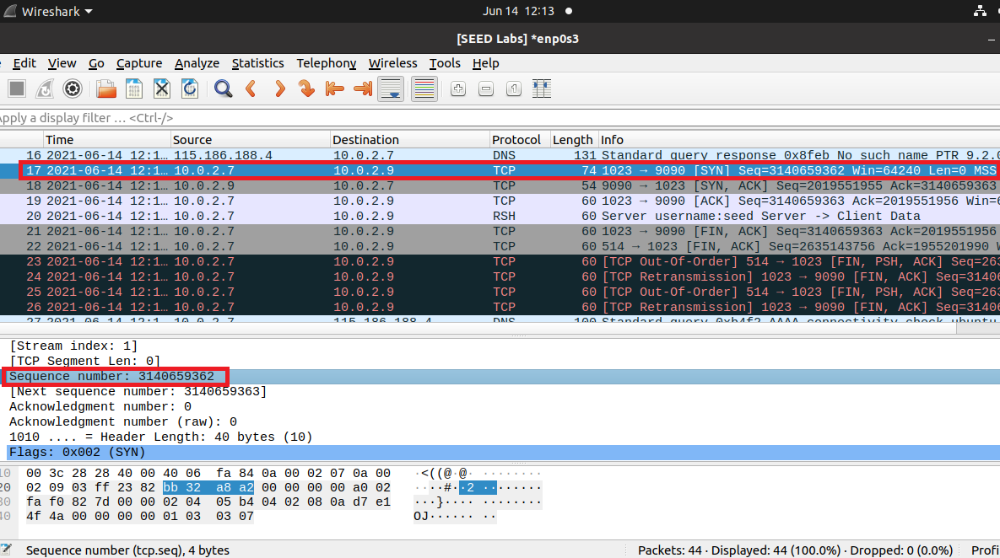 Wireshark Jun 14 12:13
[SEED Labs] *enp0s3
Edit View Go Capture Analyze Statistics Telephony Wireless Tools Help
apply a display filter … <Ctrl-/>
Time Source Destination Protocol Length Info
16 2021-06-14 12:1… 115.186.188.4 10.0.2.7 DNS 131 Standard query response 0x8feb No such name PTR 9.2.0
17 2021-06-14 12:1… 10.0.2.7 10.0.2.9 TCP 74 1023 → 9090 [SYN] Seq=3140659362 Win=64240 Len=0 MSS
18 2021-06-14 12:1… 10.0.2.9 10.0.2.7 TCP 54 9090 → 1023 [SYN, ACK] Seq=2019551955 Ack=3140659363
19 2021-06-14 12:1… 10.0.2.7 10.0.2.9 TCP 60 1023 → 9090 [ACK] Seq=3140659363 Ack=2019551956 Win=6
20 2021-06-14 12:1… 10.0.2.7 10.0.2.9 RSH 60 Server username:seed Server -> Client Data
21 2021-06-14 12:1… 10.0.2.7 10.0.2.9 TCP 60 1023 → 9090 [FIN, ACK] Seq=3140659363 Ack=2019551956
22 2021-06-14 12:1… 10.0.2.7 10.0.2.9 TCP 60 514 → 1023 [FIN, ACK] Seq=2635143756 Ack=1955201990 W
23 2021-06-14 12:1… 10.0.2.7 10.0.2.9 TCP 60 [TCP Out-Of-Order] 514 → 1023 [FIN, PSH, ACK] Seq=263
24 2021-06-14 12:1… 10.0.2.7 10.0.2.9 TCP 60 [TCP Retransmission] 1023 → 9090 [FIN, ACK] Seq=31406
25 2021-06-14 12:1… 10.0.2.7 10.0.2.9 TCP 60 [TCP Out-Of-Order] 514 → 1023 [FIN, PSH, ACK] Seq=263
26 2021-06-14 12:1… 10.0.2.7 10.0.2.9 TCP 60 [TCP Retransmission] 1023 → 9090 [FIN, ACK] Seq=31406
27 2021-06-14 12:1… 10.0.2.7 115.186.188.4 DNS 100 Standard query 0xb4f2 AAAA connectivity-check.ubuntu
[Stream index: 1]
[TCP Segment Len: 0]
Sequence number: 3140659362
[Next sequence number: 3140659363]
Acknowledgment number: 0
Acknowledgment number (raw): 0
1010 .... = Header Length: 40 bytes (10)
Flags: 0x002 (SYN)
10 00 3c 28 28 40 00 40 06 fa 84 0a 00 02 07 0a 00 ·<((@·@· ········
20 02 09 03 ff 23 82 bb 32 a8 a2 00 00 00 00 a0 02 ····#··2 ········
30 fa f0 82 7d 00 00 02 04 05 b4 04 02 08 0a d7 e1 ···}···· ········
40 4f 4a 00 00 00 00 01 03 03 07 OJ······ ··
Sequence number (tcp.seq), 4 bytes Packets: 44 · Displayed: 44 (100.0%) · Dropped: 0 (0.0%) Profi